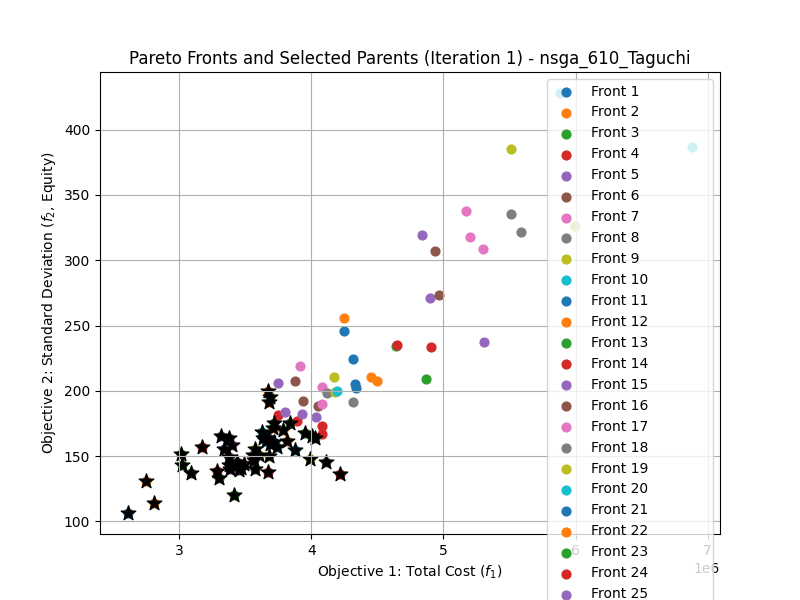 Pareto Fronts and Selected Parents (Iteration 1) - nsga_610_Taguchi
Objective 2: Standard Deviation (f₂, Equity)
400
350
300
250
200
150
100
3
4
5
6
7
1e6
Objective 1: Total Cost (f₁)
Front 1
Front 2
Front 3
Front 4
Front 5
Front 6
Front 7
Front 8
Front 9
Front 10
Front 11
Front 12
Front 13
Front 14
Front 15
Front 16
Front 17
Front 18
Front 19
Front 20
Front 21
Front 22
Front 23
Front 24
Front 25